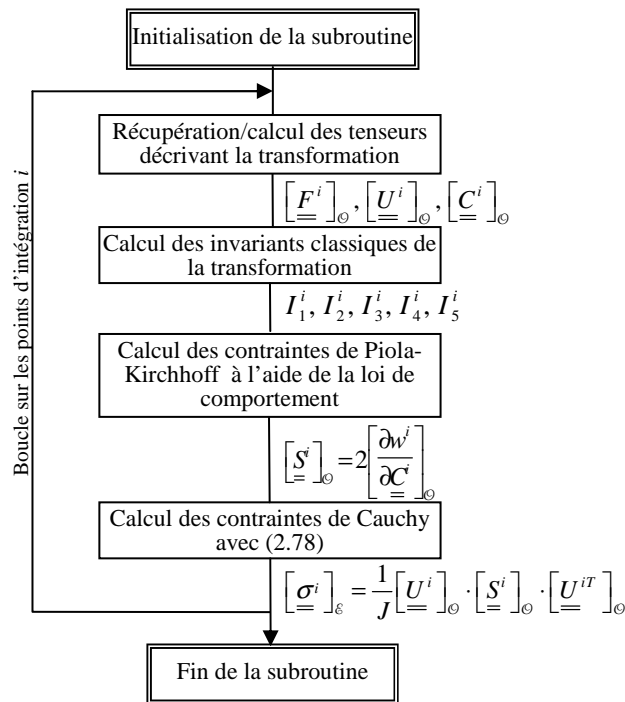 Initialisation de la subroutine
Récupération/calcul des tenseurs
décrivant la transformation
[F^i]_𝒪, [U^i]_𝒪, [C^i]_𝒪
Calcul des invariants classiques de
la transformation
I_1^i, I_2^i, I_3^i, I_4^i, I_5^i
Calcul des contraintes de Piola-
Kirchhoff à l’aide de la loi de
comportement
[S^i]_𝒪 = 2[∂w^i/∂C^i]_𝒪
Calcul des contraintes de Cauchy
avec (2.78)
[σ^i]_ℰ = 1/J [U^i]_𝒪 · [S^i]_𝒪 · [U^{iT}]_𝒪
Fin de la subroutine
Boucle sur les points d’intégration i